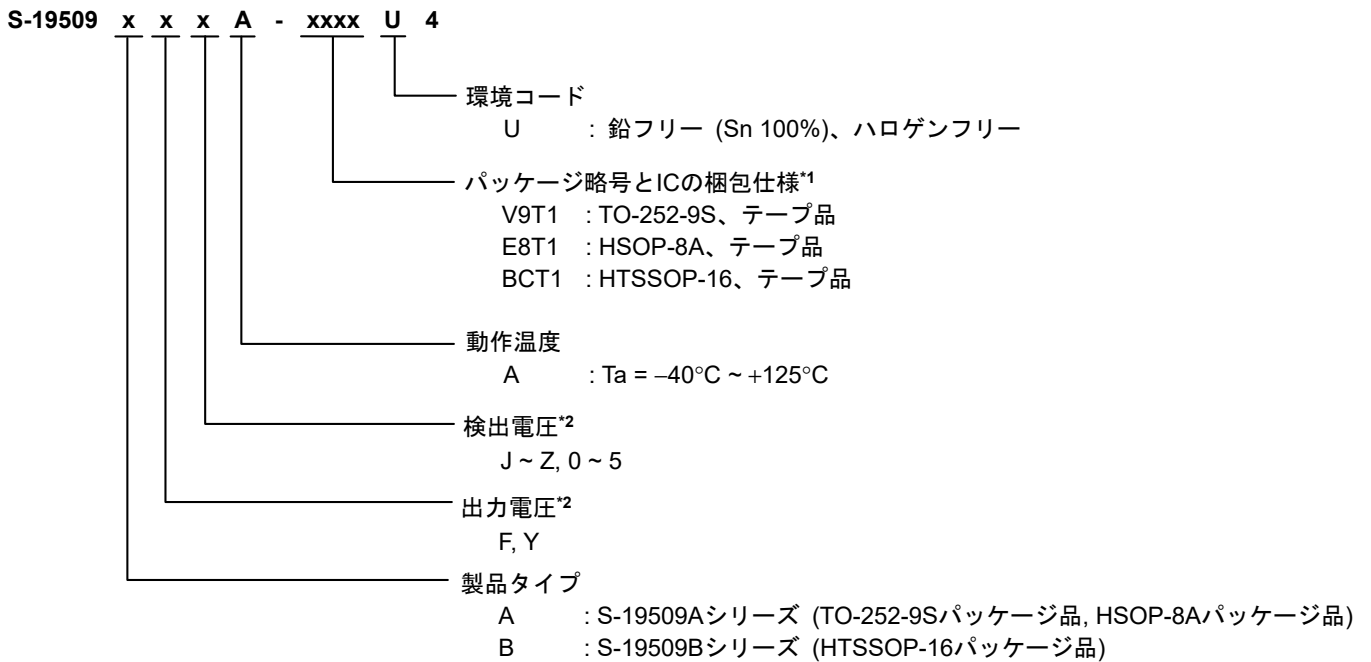 S-19509 x x x A - xxxx U 4
環境コード
U : 鉛フリー (Sn 100%)、ハロゲンフリー
パッケージ略号とICの梱包仕様*1
V9T1 : TO-252-9S、テープ品
E8T1 : HSOP-8A、テープ品
BCT1 : HTSSOP-16、テープ品
動作温度
A : Ta = −40°C ~ +125°C
検出電圧*2
J ~ Z, 0 ~ 5
出力電圧*2
F, Y
製品タイプ
A : S-19509Aシリーズ (TO-252-9Sパッケージ品, HSOP-8Aパッケージ品)
B : S-19509Bシリーズ (HTSSOP-16パッケージ品)